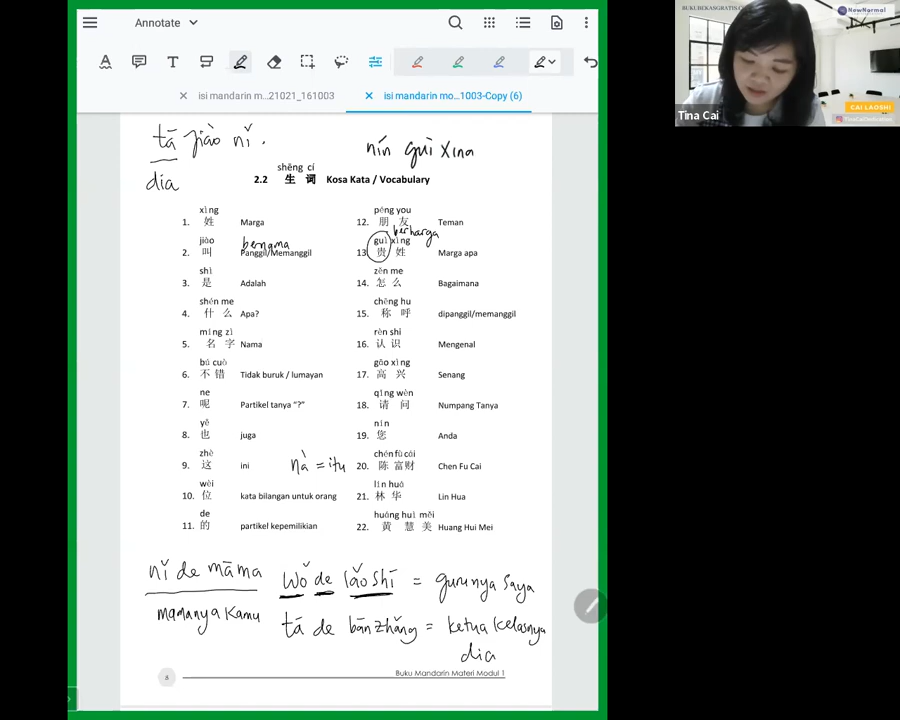 Annotate
isi mandarin m...21021_161003
isi mandarin mo...1003-Copy (6)
BUKUBEKASGRATIS.C
NewNormal
Tina Cai
CAI LAOSHI
tā jiào nǐ.
dia
nín guì xing
shēng cí
2.2 生 词 Kosa Kata / Vocabulary
xìng
1. 姓 Marga
jiào bernama
2. 叫 Panggil/Memanggil
shì
3. 是 Adalah
shén me
4. 什 么 Apa?
míng zì
5. 名 字 Nama
bú cuò
6. 不 错 Tidak buruk / lumayan
ne
7. 呢 Partikel tanya “?”
yě
8. 也 juga
zhè
9. 这 ini nà = itu
wèi
10. 位 kata bilangan untuk orang
de
11. 的 partikel kepemilikian
péng you
12. 朋 友 Teman
berharga
guì xìng
13. 贵 姓 Marga apa
zěn me
14. 怎 么 Bagaimana
chēng hu
15. 称 呼 dipanggil/memanggil
rèn shi
16. 认 识 Mengenal
gāo xìng
17. 高 兴 Senang
qǐng wèn
18. 请 问 Numpang Tanya
nín
19. 您 Anda
chén fù cái
20. 陈 富财 Chen Fu Cai
lín huá
21. 林 华 Lin Hua
huáng huì měi
22. 黄 慧 美 Huang Hui Mei
nǐ de māma
mamanya kamu
wǒ de lǎo shī = gurunya saya
tā de bān zhǎng = ketua kelasnya
dia
8
Buku Mandarin Materi Modul 1